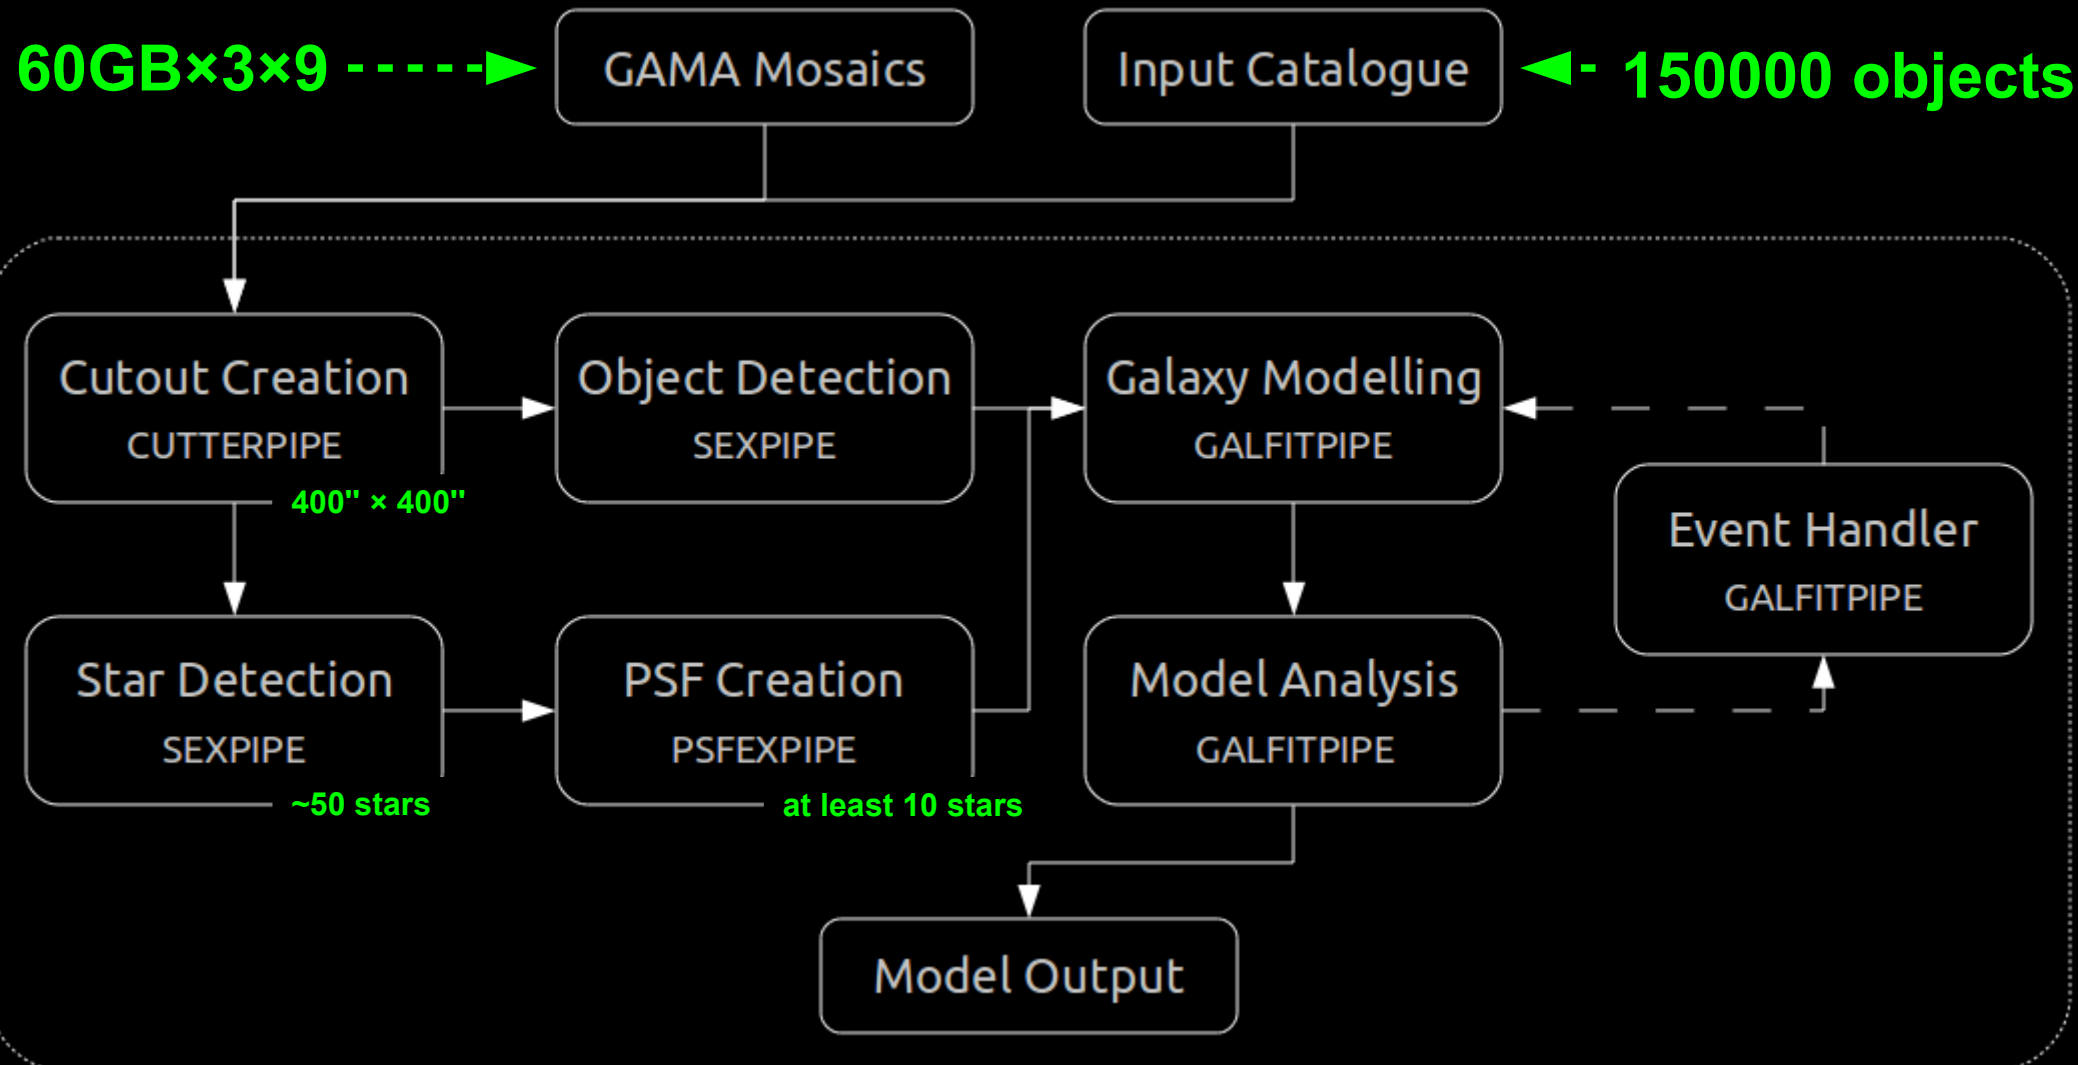 60GB×3×9
GAMA Mosaics
Input Catalogue
150000 objects
Cutout Creation
CUTTERPIPE
400" × 400"
Object Detection
SEXPIPE
Galaxy Modelling
GALFITPIPE
Event Handler
GALFITPIPE
Star Detection
SEXPIPE
~50 stars
PSF Creation
PSFEXPIPE
at least 10 stars
Model Analysis
GALFITPIPE
Model Output